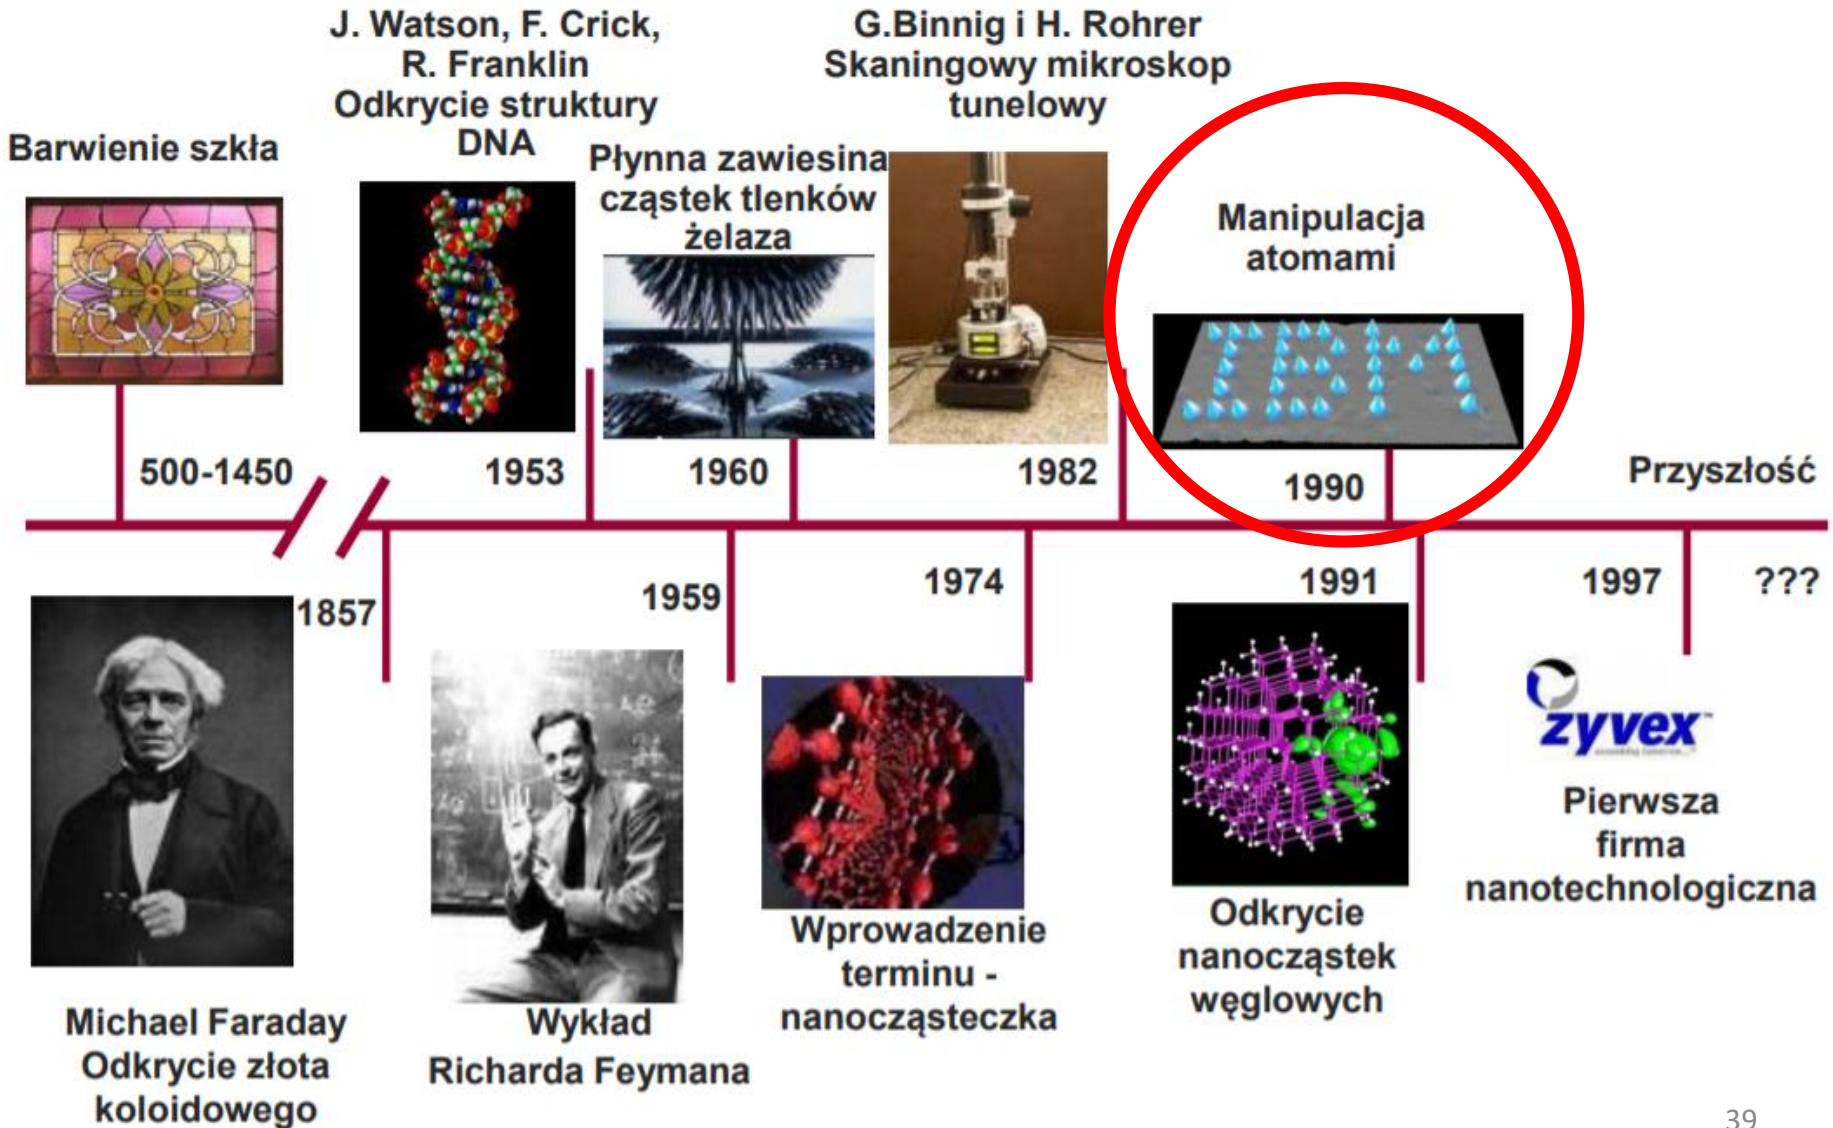 J. Watson, F. Crick,
R. Franklin
Odkrycie struktury
DNA
G.Binnig i H. Rohrer
Skaningowy mikroskop
tunelowy
Barwienie szkła
Płynna zawiesina
cząstek tlenków
żelaza
Manipulacja
atomami
IBM
500-1450
1953
1960
1982
1990
Przyszłość
1857
1959
1974
1991
1997
???
zyvex™
Michael Faraday
Odkrycie złota
koloidowego
Wykład
Richarda Feymana
Wprowadzenie
terminu -
nanocząsteczka
Odkrycie
nanocząstek
węglowych
Pierwsza
firma
nanotechnologiczna
39